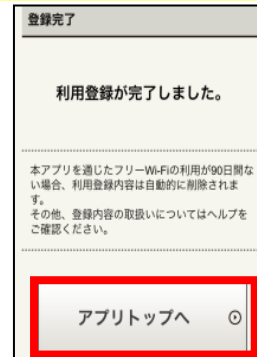 登録完了
利用登録が完了しました。
本アプリを通じたフリーWi-Fiの利用が90日間な
い場合、利用登録内容は自動的に削除されま
す。
その他、登録内容の取扱いについてはヘルプを
ご確認ください。
アプリトップへ